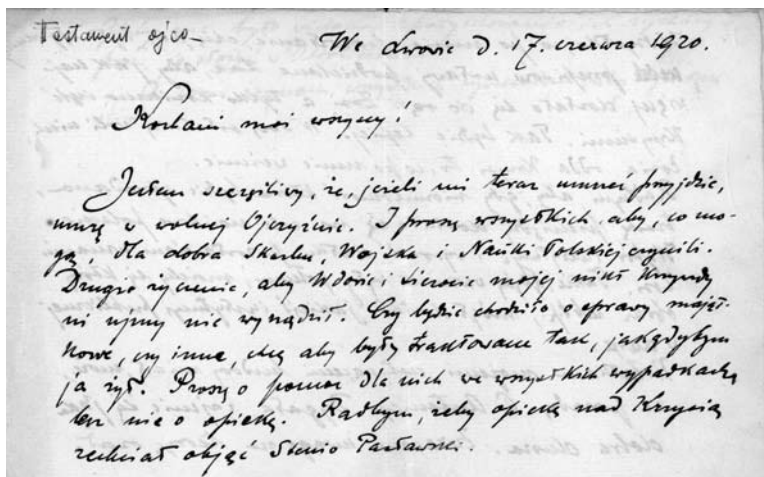 Testament ojca
We Lwowie d. 17. czerwca 1920.
Kochani moi wszyscy!
Jestem szczęśliwy, że, jeżeli mi teraz umrzeć przyjdzie,
umrę w wolnej Ojczyźnie. I proszę wszystkich aby, co mo-
gą, dla dobra Skarbu, Wojska i Nauki Polskiej czynili.
Drugie życzenie, aby Wdowie i sierocie mojej nikt krzywdy
ni ujmy nie wyrządził. Czy będzie chodziło o sprawy mająt-
kowe, czy inne, chcę aby były traktowane tak, jakgdybym
ja żył. Proszę o pomoc dla nich we wszystkich wypadkach,
lecz nie o opiekę. Radbym, żeby opiekę nad Krzysią
zechciał objąć Stenio Pacławski.